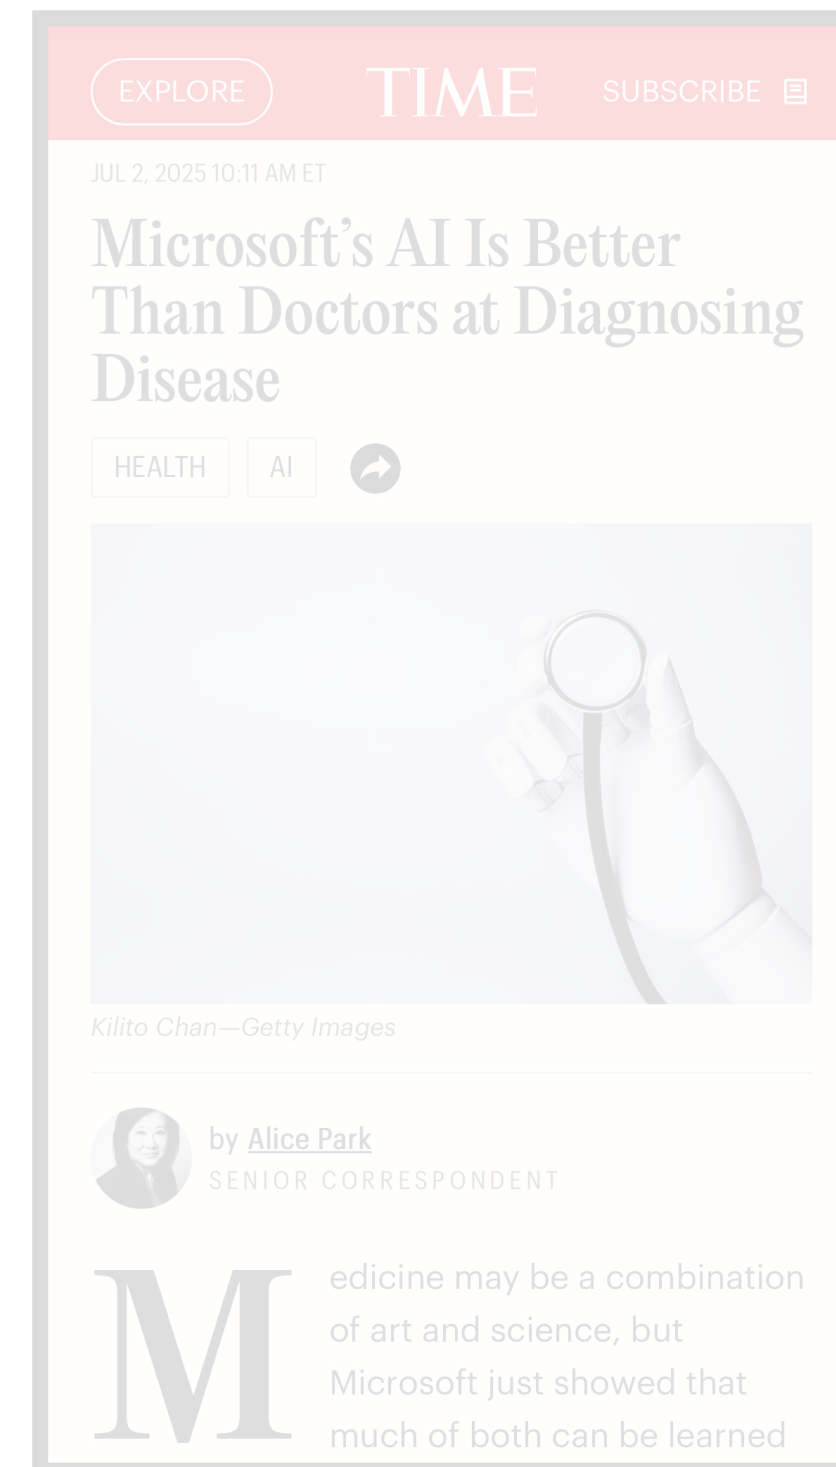 EXPLORE
TIME
SUBSCRIBE
JUL 2, 2025 10:11 AM ET
Microsoft’s AI Is Better
Than Doctors at Diagnosing
Disease
HEALTH
AI
Kilito Chan—Getty Images
by Alice Park
SENIOR CORRESPONDENT
Medicine may be a combination
of art and science, but
Microsoft just showed that
much of both can be learned